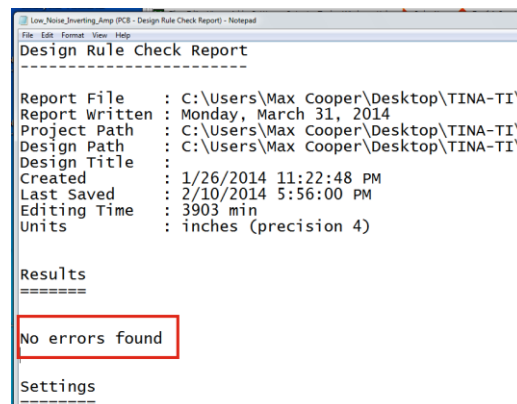 Low_Noise_Inverting_Amp (PCB - Design Rule Check Report) - Notepad
File Edit Format View Help
Design Rule Check Report
------------------------
Report File : C:\Users\Max Cooper\Desktop\TINA-TI\
Report Written : Monday, March 31, 2014
Project Path : C:\Users\Max Cooper\Desktop\TINA-TI\
Design Path : C:\Users\Max Cooper\Desktop\TINA-TI\
Design Title :
Created : 1/26/2014 11:22:48 PM
Last Saved : 2/10/2014 5:56:00 PM
Editing Time : 3903 min
Units : inches (precision 4)
Results
=======
No errors found
Settings
========